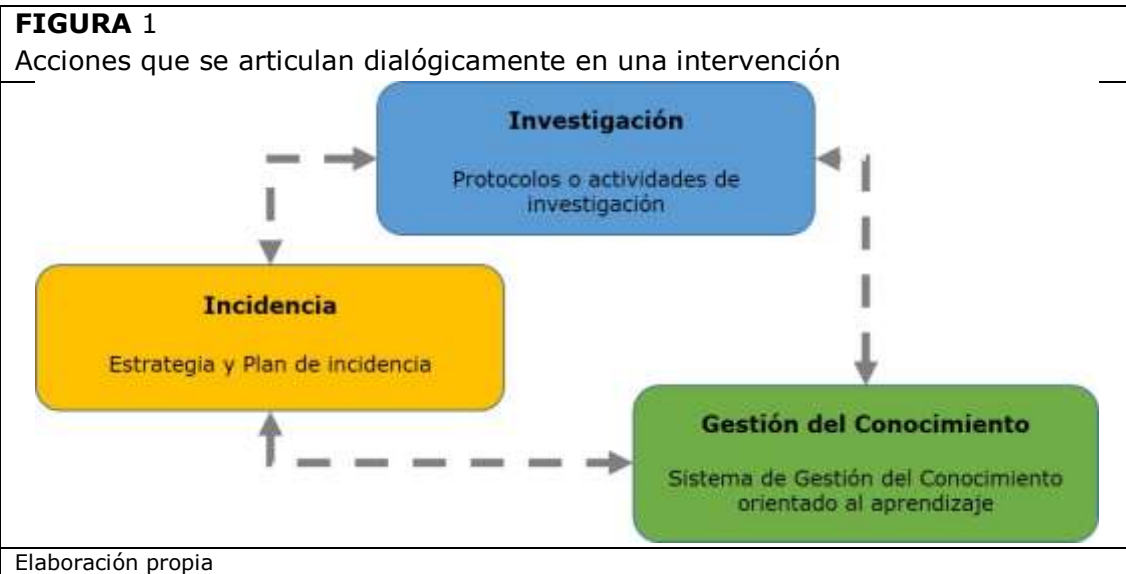 FIGURA 1
Acciones que se articulan dialógicamente en una intervención
Investigación
Protocolos o actividades de
investigación
Incidencia
Estrategia y Plan de incidencia
Gestión del Conocimiento
Sistema de Gestión del Conocimiento
orientado al aprendizaje
Elaboración propia